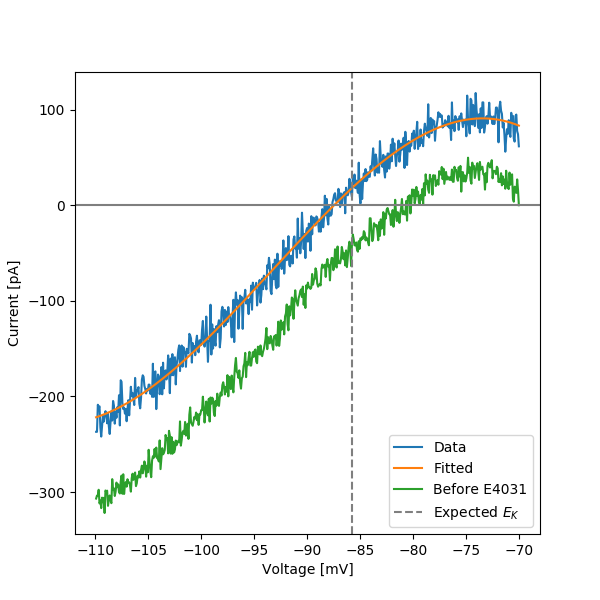 100
0
−100
−200
−300
Current [pA]
Data
Fitted
Before E4031
Expected $E_K$
−110 −105 −100 −95 −90 −85 −80 −75 −70
Voltage [mV]